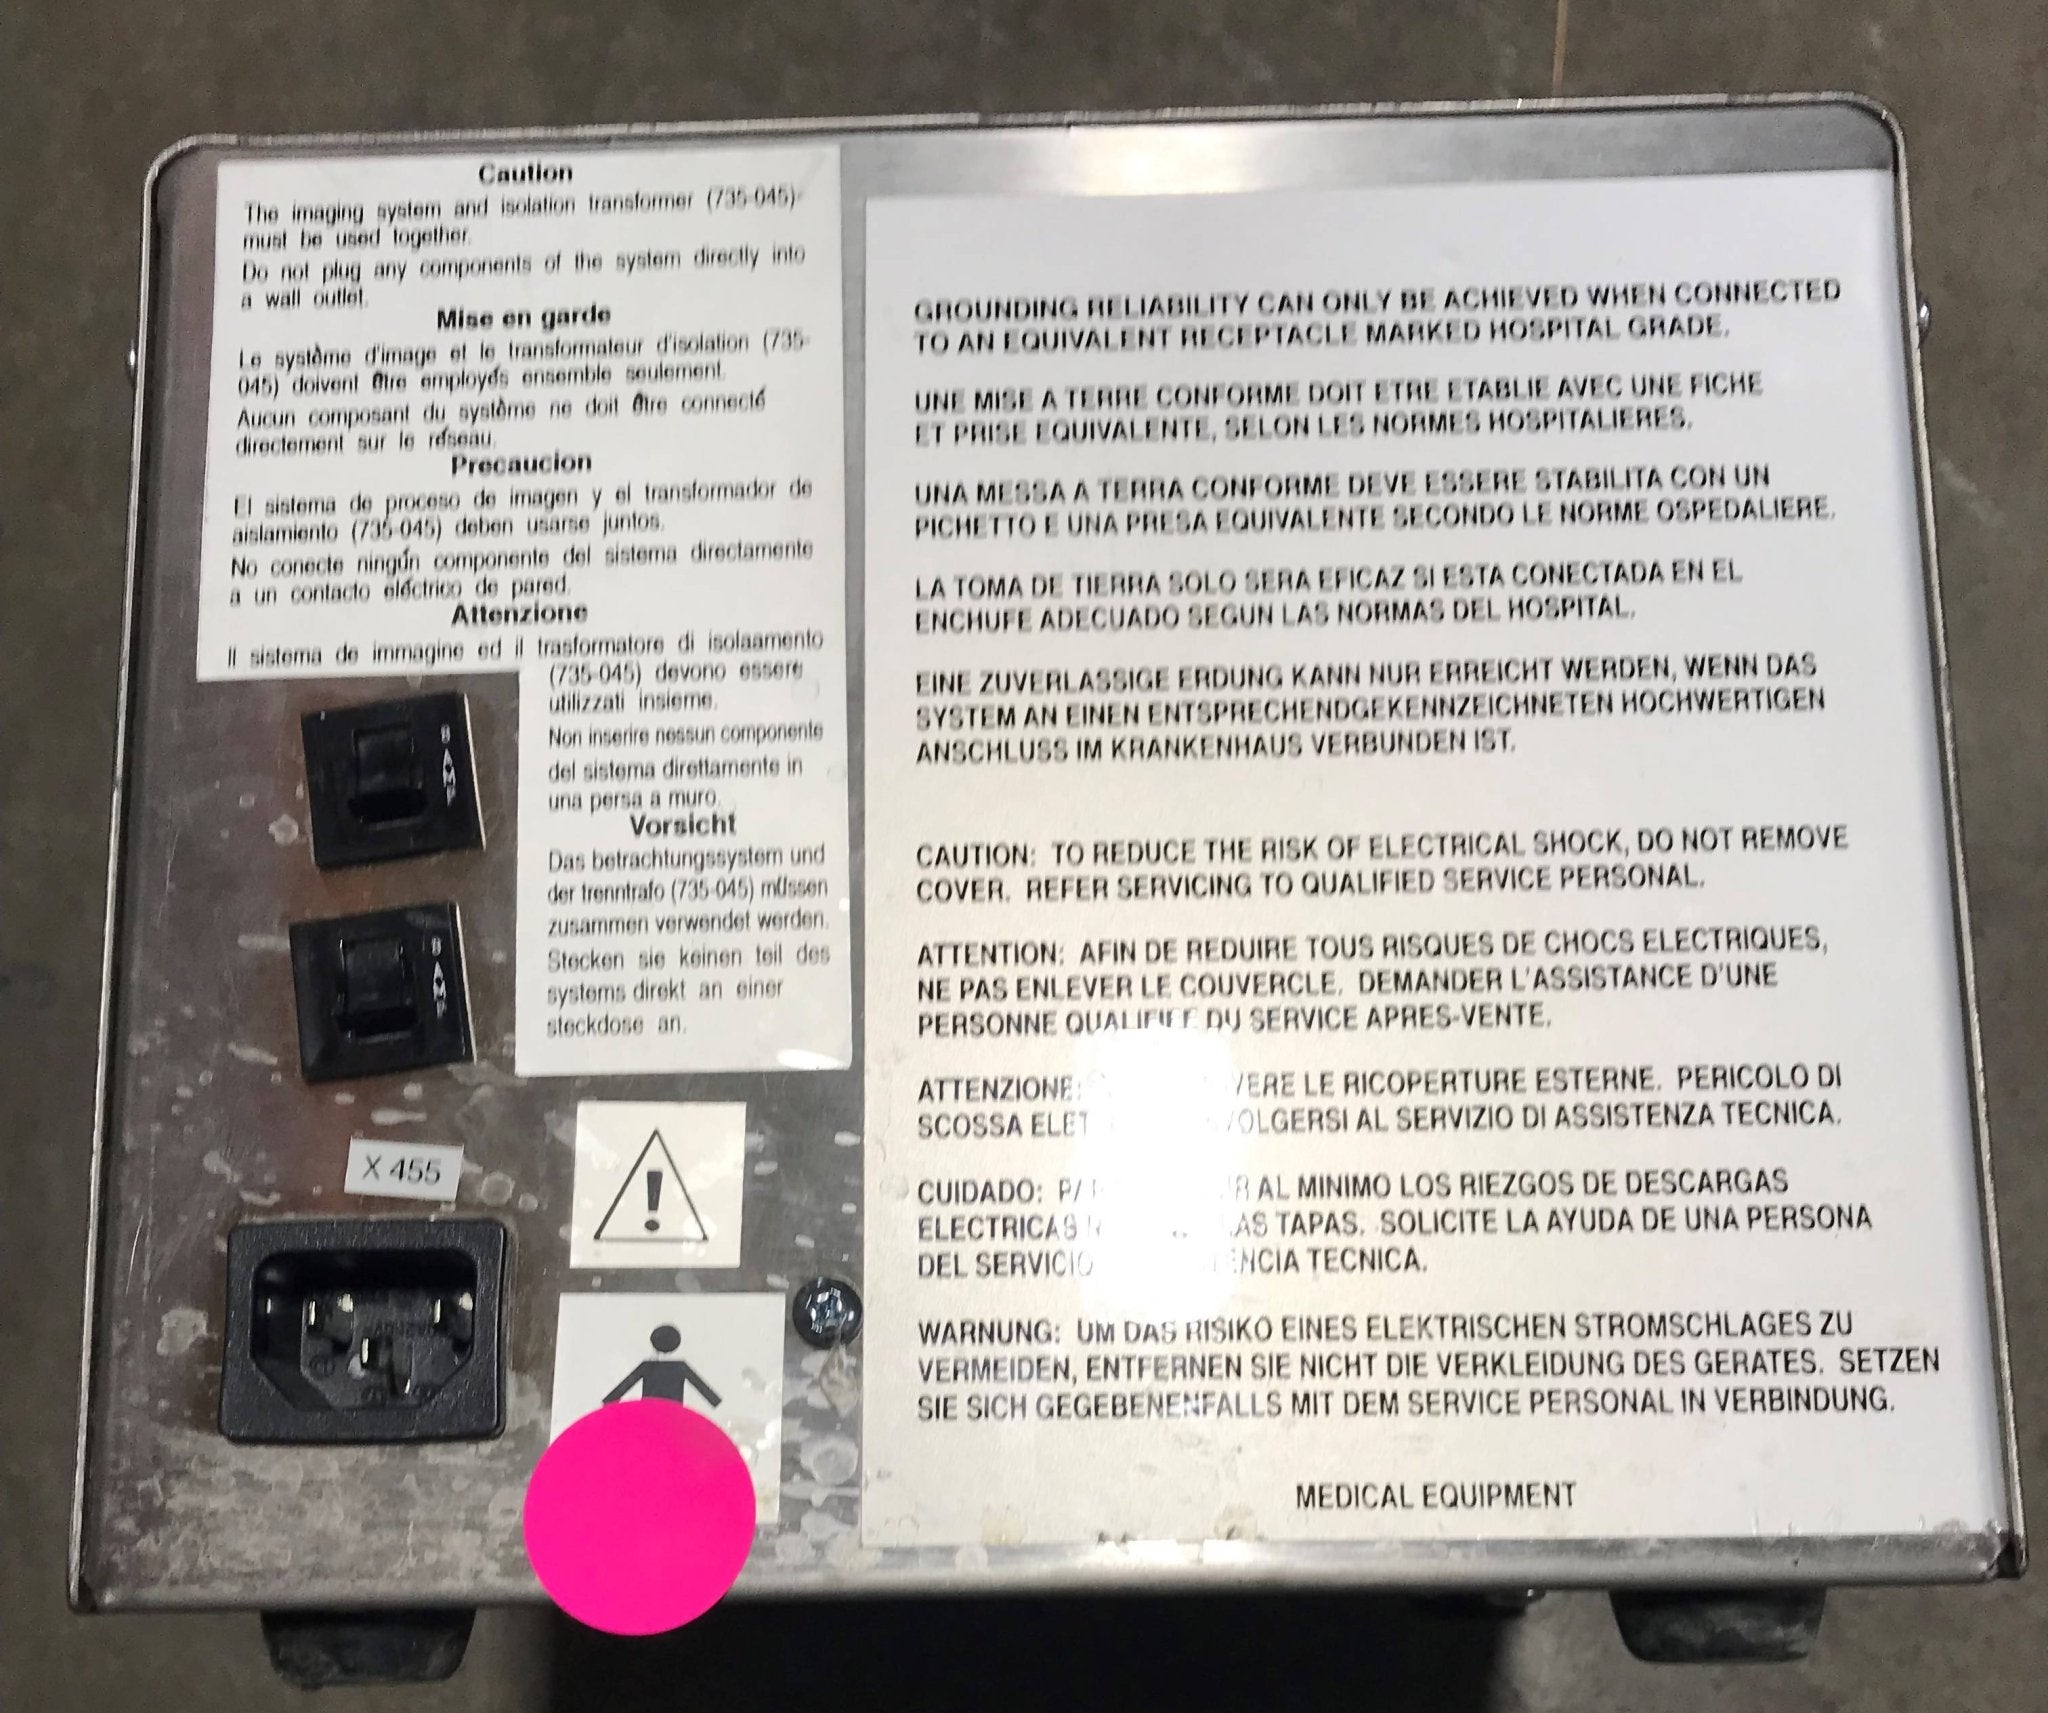 Caution
The imaging system and isolation transformer (735-045)-
must be used together.
Do not plug any components of the system directly into
a wall outlet.
Mise en garde
Le système d'image et le transformateur d'isolation (735-
045) doivent être employés ensemble seulement.
Aucun composant du système ne doit être connecté
directement sur le réseau.
Precaucion
El sistema de proceso de imagen y el transformador de
aislamiento (735-045) deben usarse juntos.
No conecte ningún componente del sistema directamente
a un contacto eléctrico de pared.
Attenzione
Il sistema de immagine ed il trasformatore di isolaamento
(735-045) devono essere
utilizzati insieme.
Non inserire nessun componente
del sistema direttamente in
una persa a muro.
Vorsicht
Das betrachtungssystem und
der trenntrafo (735-045) müssen
zusammen verwendet werden.
Stecken sie keinen teil des
systems direkt an einer
steckdose an.
8 AMP
8 AMP
X 455
GROUNDING RELIABILITY CAN ONLY BE ACHIEVED WHEN CONNECTED
TO AN EQUIVALENT RECEPTACLE MARKED HOSPITAL GRADE.
UNE MISE A TERRE CONFORME DOIT ETRE ETABLIE AVEC UNE FICHE
ET PRISE EQUIVALENTE, SELON LES NORMES HOSPITALIERES.
UNA MESSA A TERRA CONFORME DEVE ESSERE STABILITA CON UN
PICHETTO E UNA PRESA EQUIVALENTE SECONDO LE NORME OSPEDALIERE.
LA TOMA DE TIERRA SOLO SERA EFICAZ SI ESTA CONECTADA EN EL
ENCHUFE ADECUADO SEGUN LAS NORMAS DEL HOSPITAL.
EINE ZUVERLASSIGE ERDUNG KANN NUR ERREICHT WERDEN, WENN DAS
SYSTEM AN EINEN ENTSPRECHENDGEKENNZEICHNETEN HOCHWERTIGEN
ANSCHLUSS IM KRANKENHAUS VERBUNDEN IST.
CAUTION: TO REDUCE THE RISK OF ELECTRICAL SHOCK, DO NOT REMOVE
COVER. REFER SERVICING TO QUALIFIED SERVICE PERSONAL.
ATTENTION: AFIN DE REDUIRE TOUS RISQUES DE CHOCS ELECTRIQUES,
NE PAS ENLEVER LE COUVERCLE. DEMANDER L'ASSISTANCE D'UNE
PERSONNE QUALIFIEE DU SERVICE APRES-VENTE.
ATTENZIONE: LE RICOPERTURE ESTERNE. PERICOLO DI
SCOSSA AL SERVIZIO DI ASSISTENZA TECNICA.
CUIDADO: AL MINIMO LOS RIEZGOS DE DESCARGAS
ELECTRICAS TAPAS. SOLICITE LA AYUDA DE UNA PERSONA
DEL SERVICIO TECNICA.
WARNUNG: UM DAS RISIKO EINES ELEKTRISCHEN STROMSCHLAGES ZU
VERMEIDEN, ENTFERNEN SIE NICHT DIE VERKLEIDUNG DES GERATES. SETZEN
SIE SICH GEGEBENENFALLS MIT DEM SERVICE PERSONAL IN VERBINDUNG.
MEDICAL EQUIPMENT